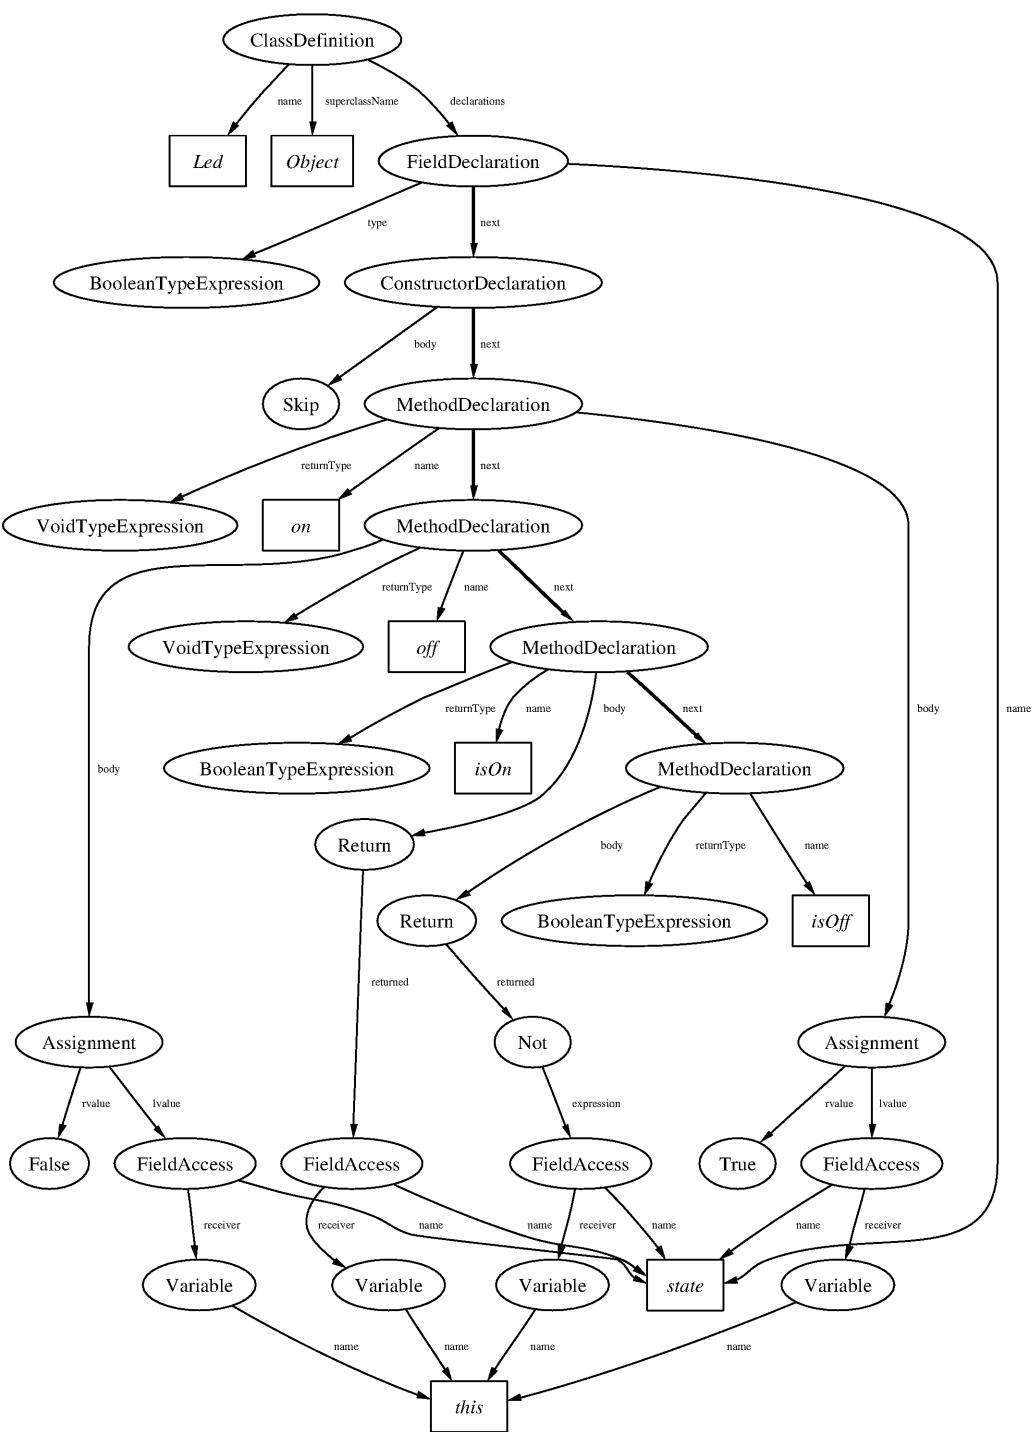 ClassDefinition
name superclassName declarations
Led Object FieldDeclaration
type next
BooleanTypeExpression ConstructorDeclaration
body next
Skip MethodDeclaration
returnType name next
VoidTypeExpression on MethodDeclaration
returnType name next
VoidTypeExpression off MethodDeclaration
returnType name body next body name
BooleanTypeExpression isOn MethodDeclaration
body
Return body returnType name
Return BooleanTypeExpression isOff
returned returned
Assignment Not Assignment
rvalue lvalue expression rvalue lvalue
False FieldAccess FieldAccess FieldAccess True FieldAccess
receiver receiver name name receiver name name receiver
Variable Variable Variable state Variable
name name name name
this